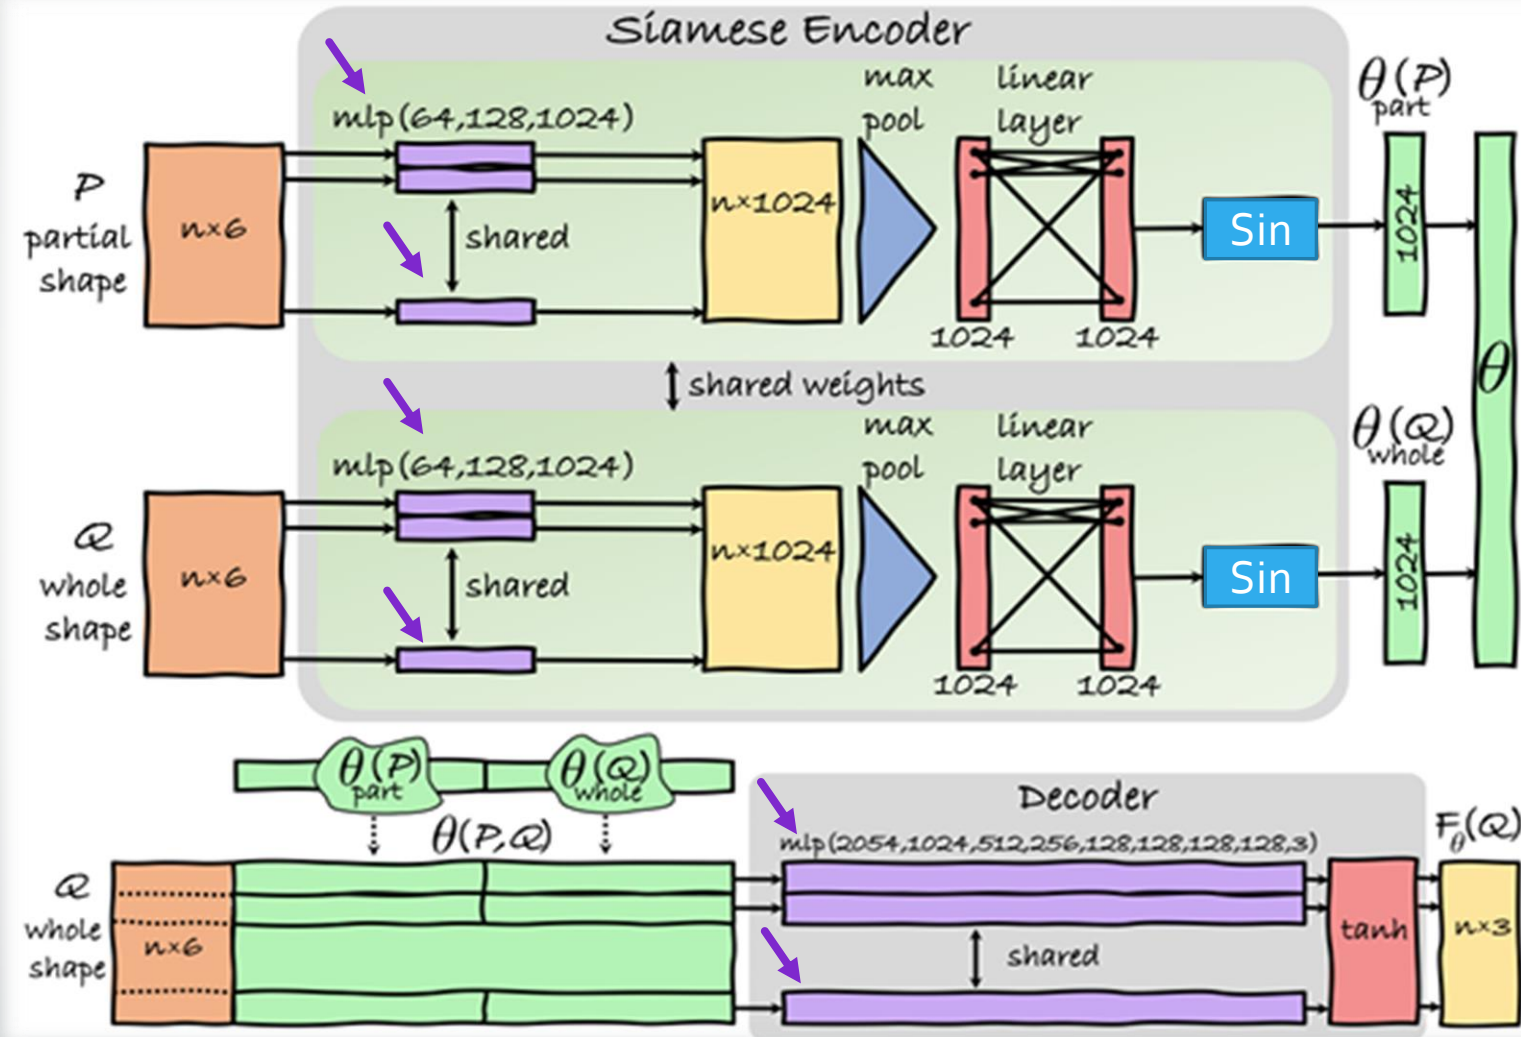 Siamese Encoder
mlp(64,128,1024)
max pool
linear layer
θ(P)
part
P
partial
shape
n×6
shared
n×1024
Sin
1024
1024
1024
shared weights
θ
mlp(64,128,1024)
max pool
linear layer
θ(Q)
whole
Q
whole
shape
n×6
shared
n×1024
Sin
1024
1024
1024
θ(P)
part
θ(Q)
whole
θ(P,Q)
Q
whole
shape
n×6
Decoder
mlp(2054,1024,512,256,128,128,128,128,3)
shared
tanh
Fθ(Q)
n×3